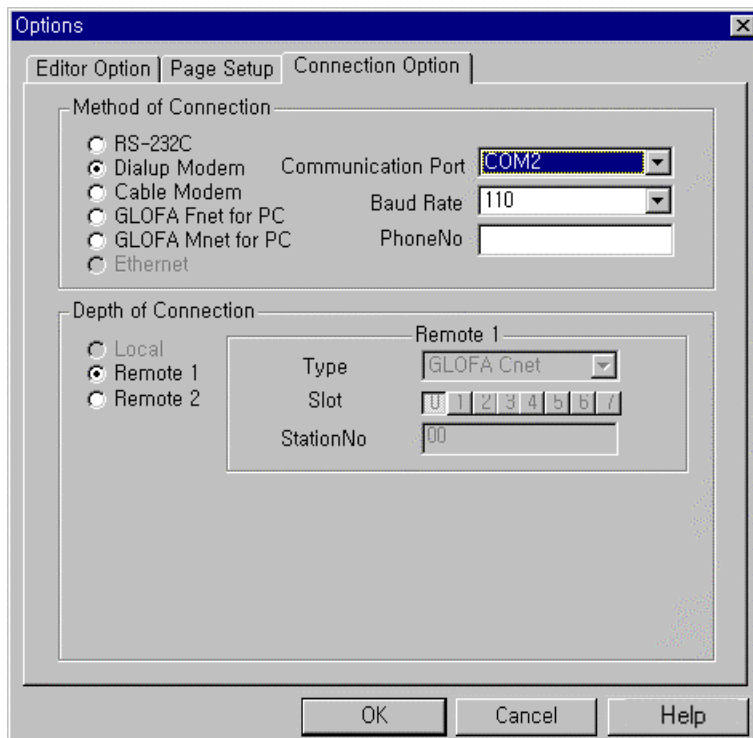 Options
Editor Option Page Setup Connection Option
Method of Connection
RS-232C
Dialup Modem
Cable Modem
GLOFA Fnet for PC
GLOFA Mnet for PC
Ethernet
Communication Port COM2
Baud Rate 110
PhoneNo
Depth of Connection
Local
Remote 1
Remote 2
Remote 1
Type GLOFA Cnet
Slot 0 1 2 3 4 5 6 7
StationNo 00
OK Cancel Help